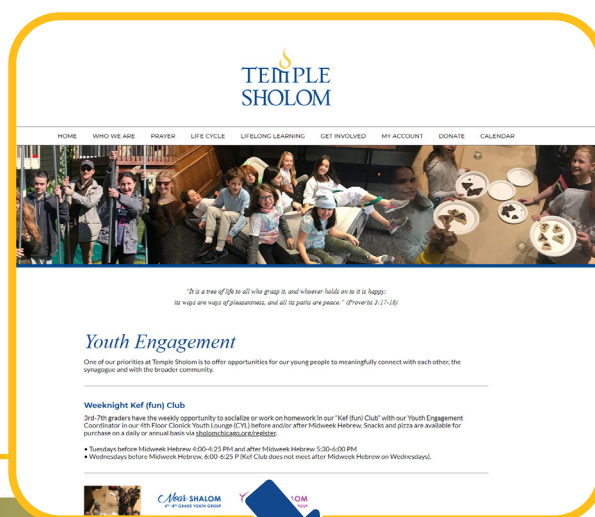 TEMPLE
SHOLOM
HOME WHO WE ARE PRAYER LIFE CYCLE LIFELONG LEARNING GET INVOLVED MY ACCOUNT DONATE CALENDAR
"It is a tree of life to all who grasp it, and whoever holds on to it is happy;
its ways are ways of pleasantness, and all its paths are peace." (Proverbs 3:17-18)
Youth Engagement
One of our priorities at Temple Sholom is to offer opportunities for our young people to meaningfully connect with each other, the
synagogue and with the broader community.
Weeknight Kef (fun) Club
3rd-7th graders have the weekly opportunity to socialize or work on homework in our "Kef (fun) Club" with our Youth Engagement
Coordinator in our 4th Floor Clonick Youth Lounge (CYL) before and/or after Midweek Hebrew. Snacks and pizza are available for
purchase on a daily or annual basis via sholomchicago.org/register.
• Tuesdays before Midweek Hebrew 4:00-4:25 PM and after Midweek Hebrew 5:30-6:00 PM
• Wednesdays before Midweek Hebrew, 6:00-6:25 P (Kef Club does not meet after Midweek Hebrew on Wednesdays).
Noar SHALOM
6TH-8TH GRADE YOUTH GROUP